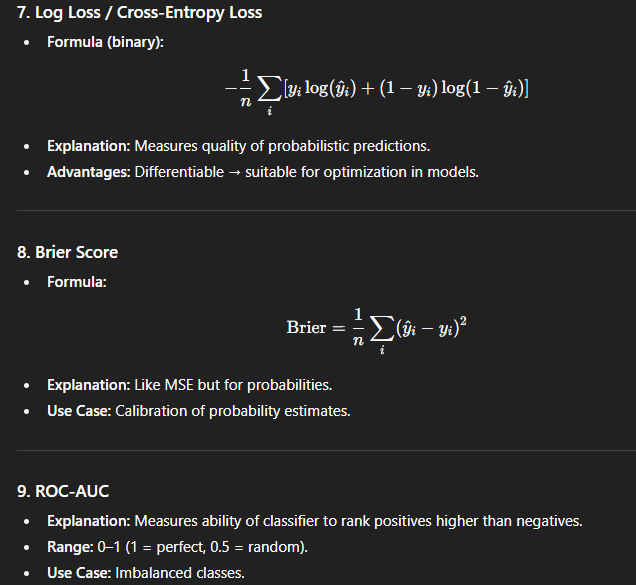 7. Log Loss / Cross-Entropy Loss
• Formula (binary):
$-\frac{1}{n}\sum_{i}[y_i \log(\hat{y}_i) + (1 - y_i)\log(1 - \hat{y}_i)]$
• Explanation: Measures quality of probabilistic predictions.
• Advantages: Differentiable → suitable for optimization in models.
8. Brier Score
• Formula:
$\text{Brier} = \frac{1}{n}\sum_{i}(\hat{y}_i - y_i)^2$
• Explanation: Like MSE but for probabilities.
• Use Case: Calibration of probability estimates.
9. ROC-AUC
• Explanation: Measures ability of classifier to rank positives higher than negatives.
• Range: 0–1 (1 = perfect, 0.5 = random).
• Use Case: Imbalanced classes.